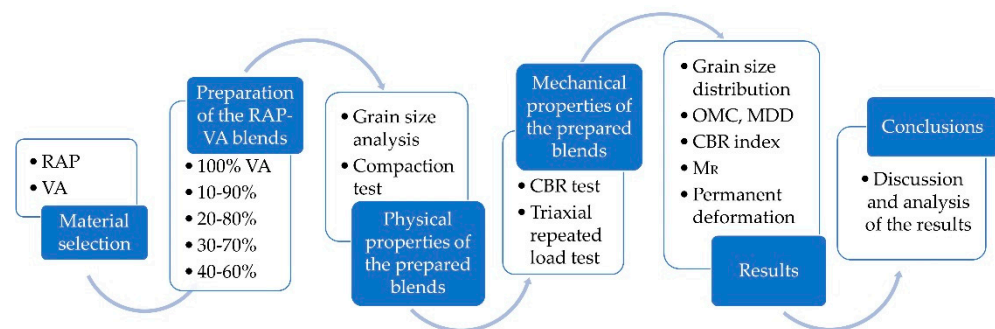 • RAP
• VA
Material
selection
Preparation
of the RAP-
VA blends
• 100% VA
• 10-90%
• 20-80%
• 30-70%
• 40-60%
• Grain size
analysis
• Compaction
test
Physical
properties of
the prepared
blends
Mechanical
properties of
the prepared
blends
• CBR test
• Triaxial
repeated
load test
• Grain size
distribution
• OMC, MDD
• CBR index
• MR
• Permanent
deformation
Results
Conclusions
• Discussion
and analysis
of the results